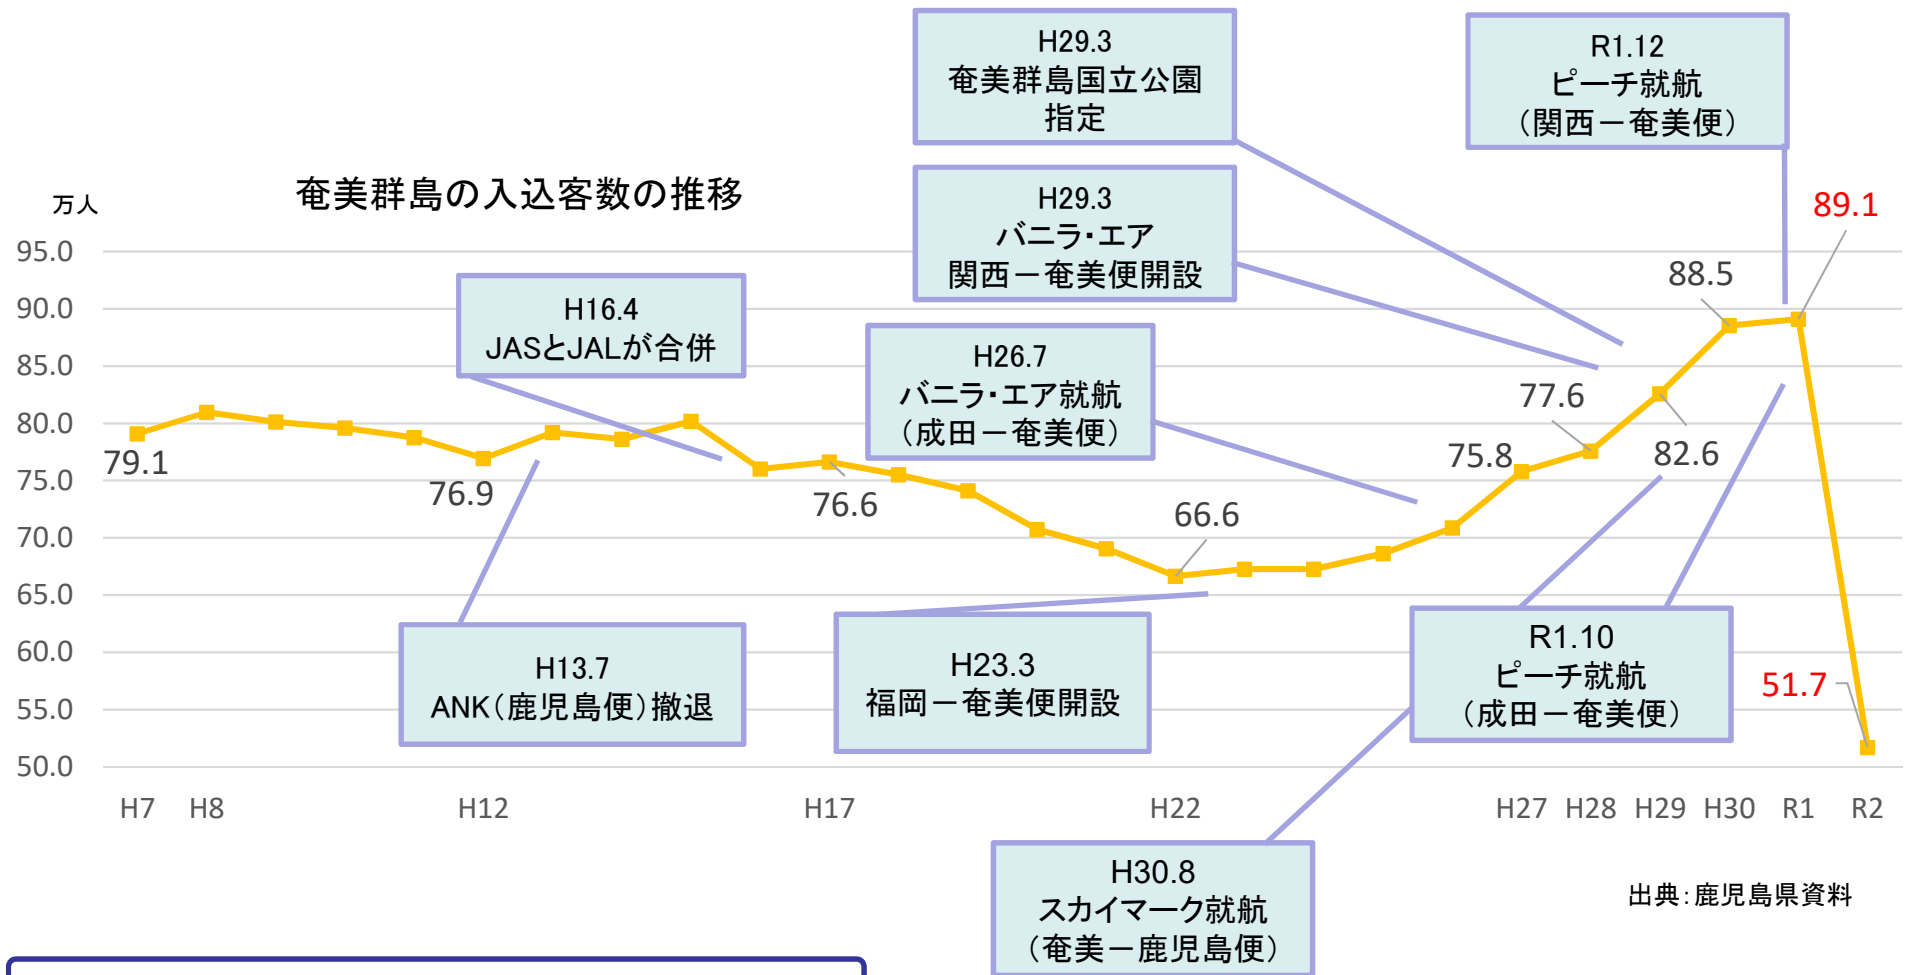 H29.3
奄美群島国立公園
指定
R1.12
ピーチ就航
(関西-奄美便)
奄美群島の入込客数の推移
万人
H29.3
バニラ・エア
関西-奄美便開設
89.1
88.5
H16.4
JASとJALが合併
H26.7
バニラ・エア就航
(成田-奄美便)
95.0
90.0
85.0
80.0
75.0
70.0
65.0
60.0
55.0
50.0
79.1
76.9
76.6
66.6
75.8
77.6
82.6
51.7
H13.7
ANK(鹿児島便)撤退
H23.3
福岡-奄美便開設
R1.10
ピーチ就航
(成田-奄美便)
H7 H8 H12 H17 H22 H27 H28 H29 H30 R1 R2
H30.8
スカイマーク就航
(奄美-鹿児島便)
出典:鹿児島県資料